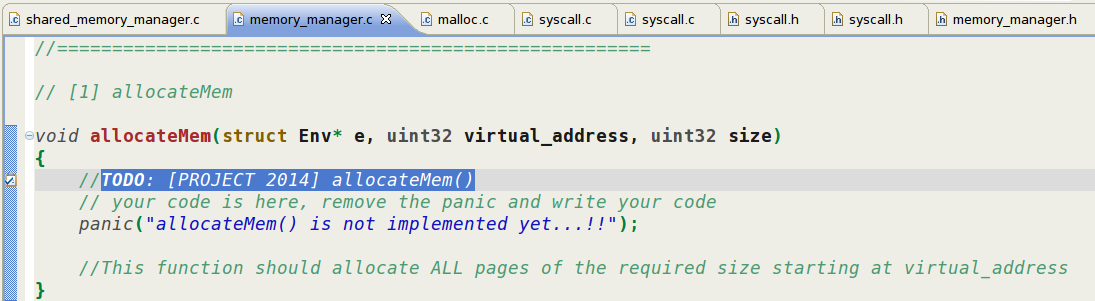 shared_memory_manager.c memory_manager.c malloc.c syscall.c syscall.c syscall.h syscall.h memory_manager.h
//======================================================
// [1] allocateMem
void allocateMem(struct Env* e, uint32 virtual_address, uint32 size)
{
//TODO: [PROJECT 2014] allocateMem()
// your code is here, remove the panic and write your code
panic("allocateMem() is not implemented yet...!!");
//This function should allocate ALL pages of the required size starting at virtual_address
}